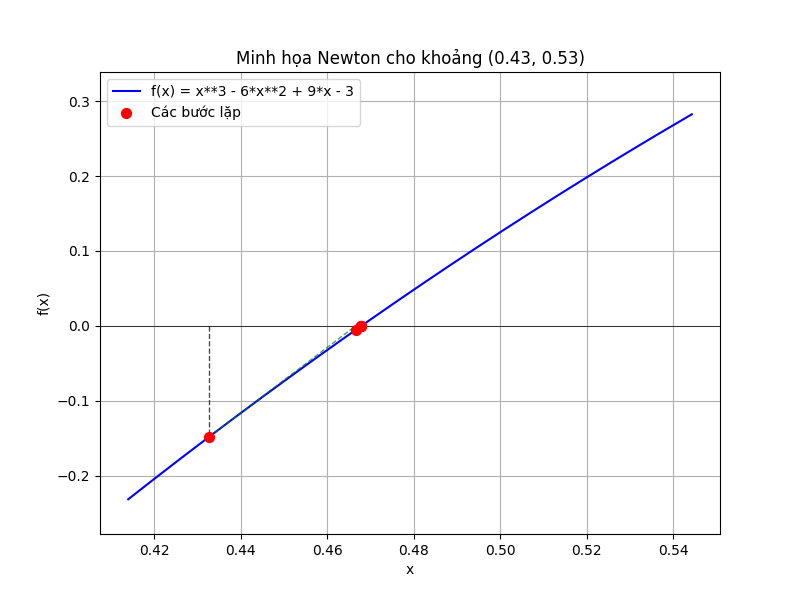 Minh họa Newton cho khoảng (0.43, 0.53)
f(x) = x**3 - 6*x**2 + 9*x - 3
Các bước lặp
0.3
0.2
0.1
0.0
−0.1
−0.2
f(x)
0.42 0.44 0.46 0.48 0.50 0.52 0.54
x